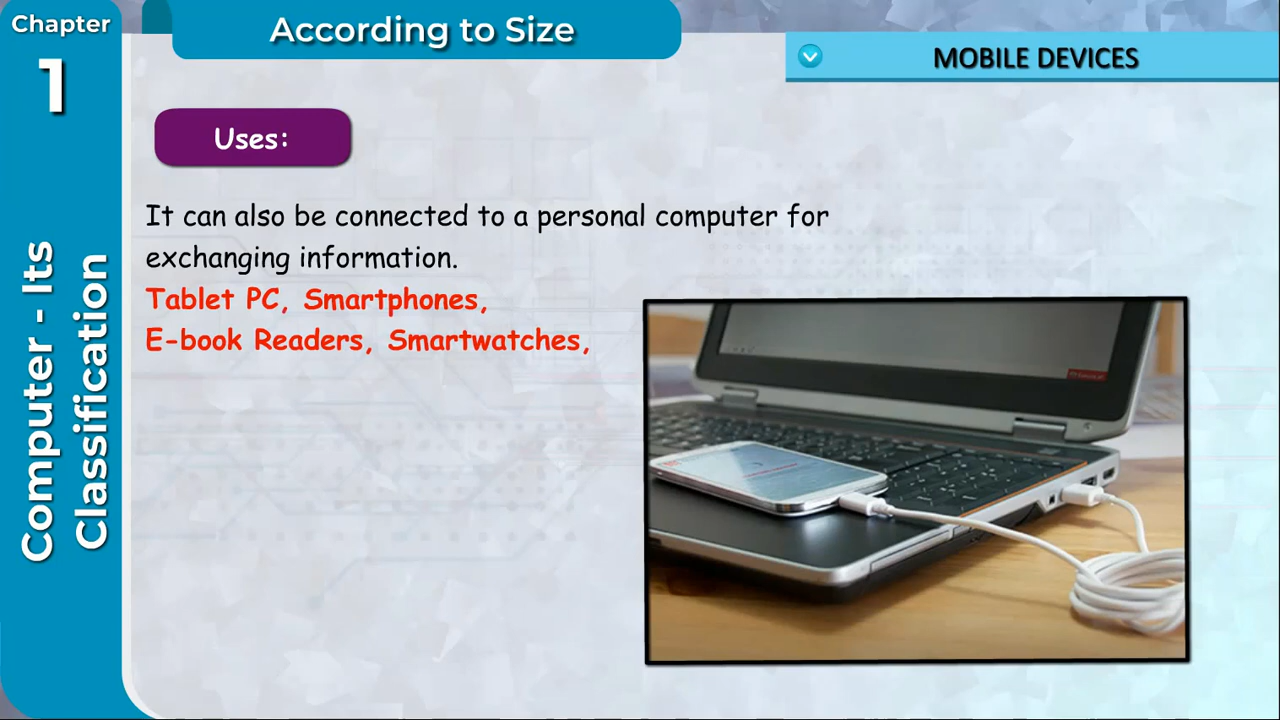 Chapter
1
Computer - Its
Classification
According to Size
MOBILE DEVICES
Uses:
It can also be connected to a personal computer for
exchanging information.
Tablet PC, Smartphones,
E-book Readers, Smartwatches,